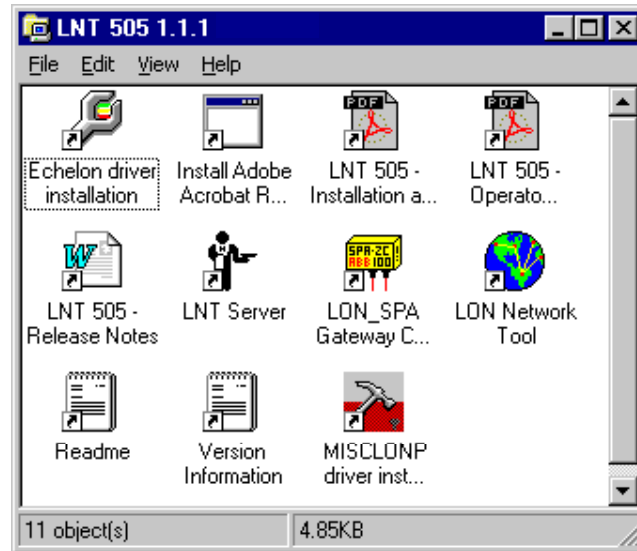 LNT 505 1.1.1
File Edit View Help
PDF
PDF
Echelon driver
installation
Install Adobe
Acrobat R...
LNT 505 -
Installation a...
LNT 505 -
Operato...
W
SPA-ZC
ABB 100
LNT 505 -
Release Notes
LNT Server
LON_SPA
Gateway C...
LON Network
Tool
Readme
Version
Information
MISCLONP
driver inst...
11 object(s)
4.85KB